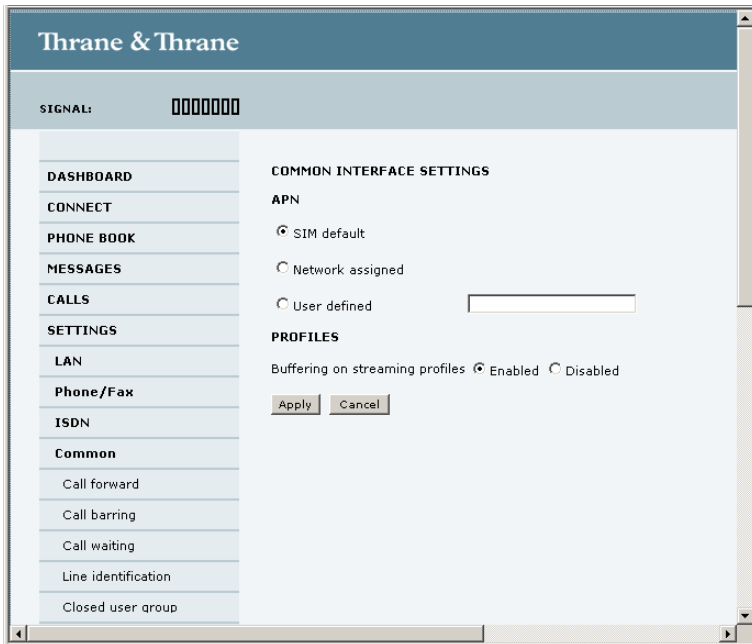 Thrane & Thrane
SIGNAL:
DASHBOARD
CONNECT
PHONE BOOK
MESSAGES
CALLS
SETTINGS
LAN
Phone/Fax
ISDN
Common
Call forward
Call barring
Call waiting
Line identification
Closed user group
COMMON INTERFACE SETTINGS
APN
SIM default
Network assigned
User defined
PROFILES
Buffering on streaming profiles Enabled Disabled
Apply Cancel